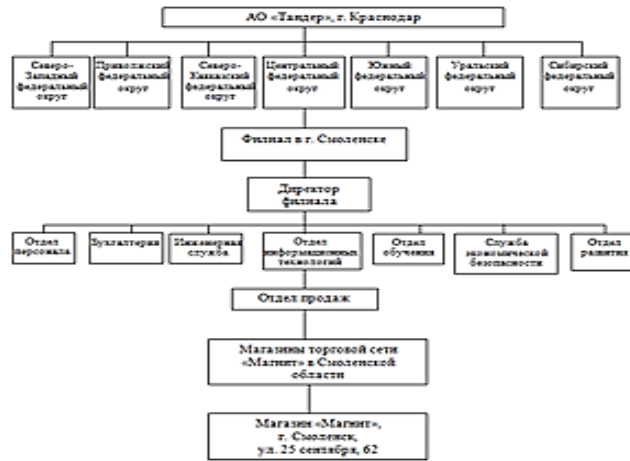 АО «Тандер», г. Краснодар
Северо-
Западный
федеральный
округ
Приволжский
федеральный
округ
Северо-
Кавказский
федеральный
округ
Центральный
федеральный
округ
Южный
федеральный
округ
Уральский
федеральный
округ
Сибирский
федеральный
округ
Филиал в г. Смоленске
Директор
филиала
Отдел
персонала
Бухгалтерия
Инженерная
служба
Отдел
информационных
технологий
Отдел
обучения
Служба
экономической
безопасности
Отдел
развития
Отдел продаж
Магазины торговой сети
«Магнит» в Смоленской
области
Магазин «Магнит»,
г. Смоленск,
ул. 25 сентября, 62